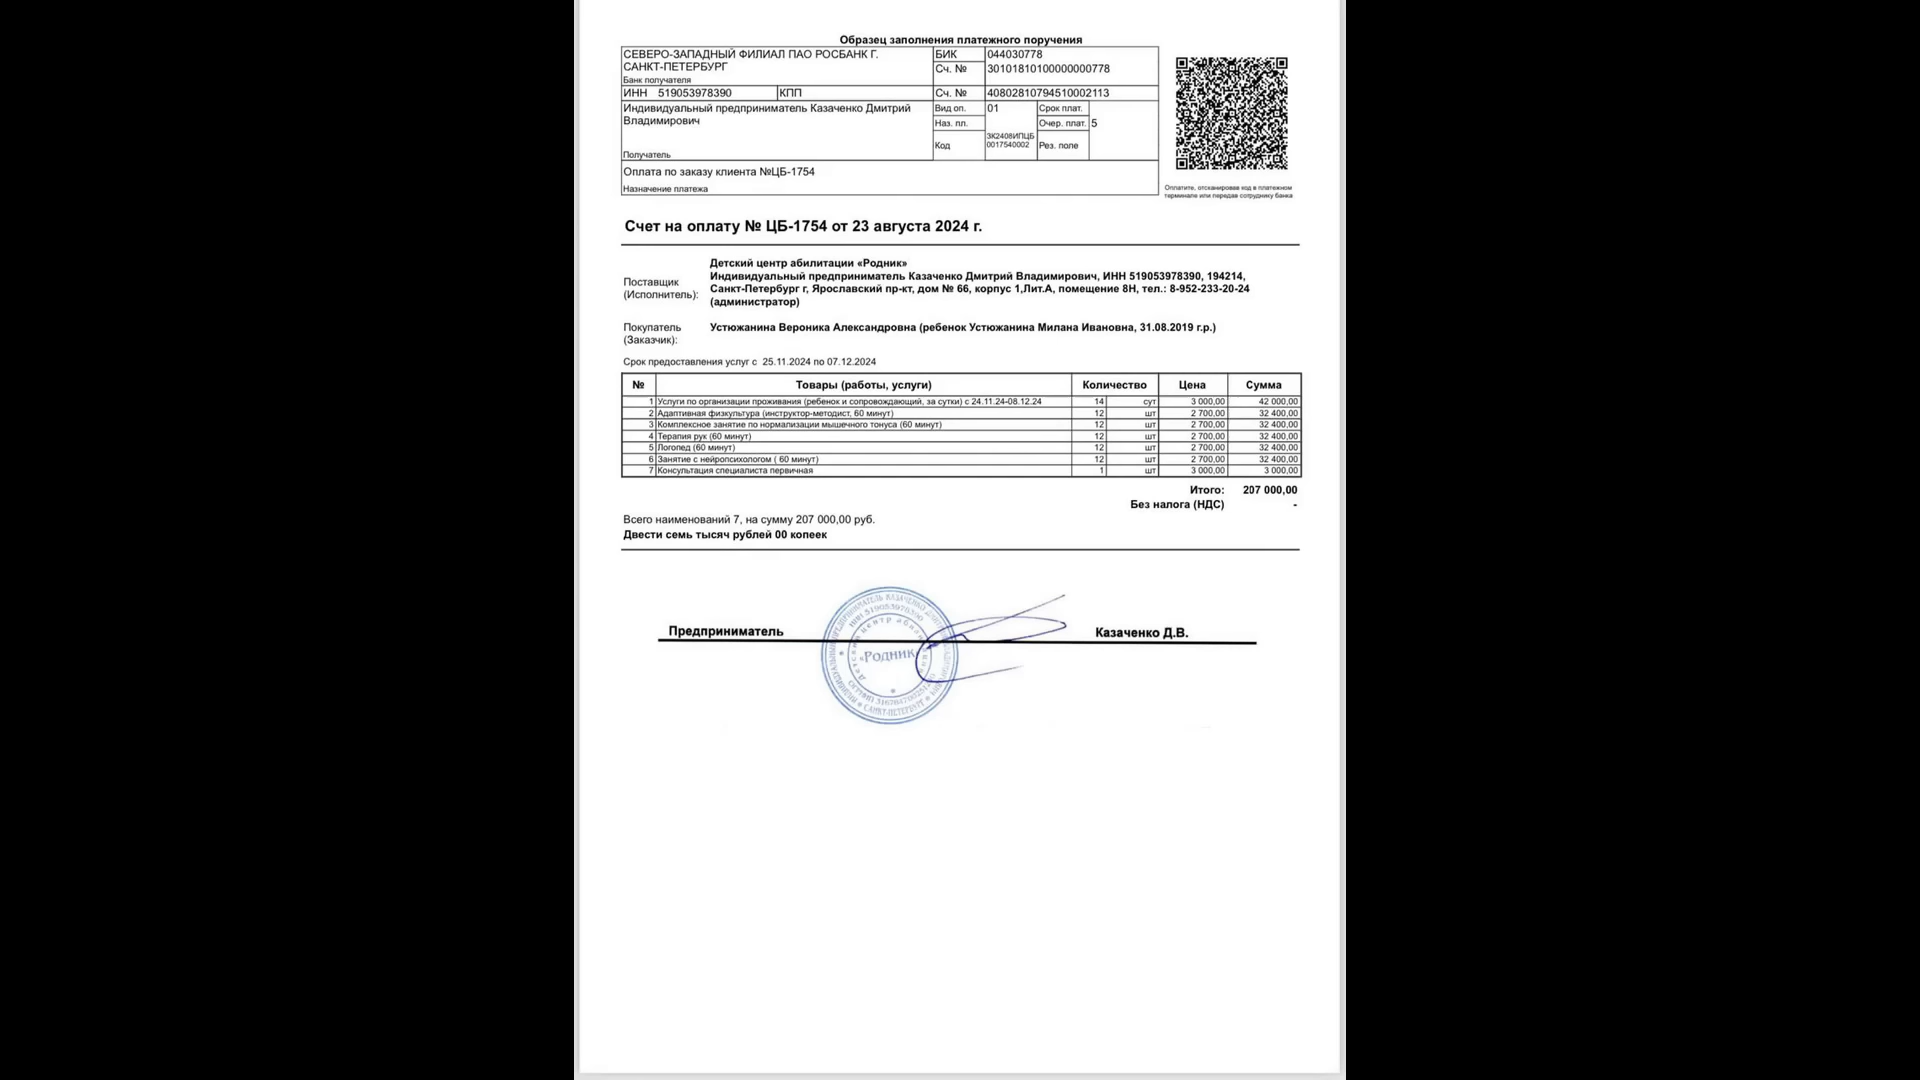 Образец заполнения платежного поручения
СЕВЕРО-ЗАПАДНЫЙ ФИЛИАЛ ПАО РОСБАНК Г. БИК 044030778
САНКТ-ПЕТЕРБУРГ Сч. № 30101810100000000778
Банк получателя
ИНН 519053978390 КПП Сч. № 40802810794510002113
Индивидуальный предприниматель Казаченко Дмитрий Вид оп. 01 Срок плат.
Владимирович Наз. пл. Очер. плат. 5
Код ЗК2408ИПЦБ Рез. поле
0017540002
Получатель
Оплата по заказу клиента №ЦБ-1754
Назначение платежа
Оплатите, отсканировав код в платежном
терминале или передав сотруднику банка
Счет на оплату № ЦБ-1754 от 23 августа 2024 г.
Поставщик
(Исполнитель):
Детский центр абилитации «Родник»
Индивидуальный предприниматель Казаченко Дмитрий Владимирович, ИНН 519053978390, 194214,
Санкт-Петербург г, Ярославский пр-кт, дом № 66, корпус 1,Лит.А, помещение 8Н, тел.: 8-952-233-20-24
(администратор)
Покупатель
(Заказчик):
Устюжанина Вероника Александровна (ребенок Устюжанина Милана Ивановна, 31.08.2019 г.р.)
Срок предоставления услуг с 25.11.2024 по 07.12.2024
№ Товары (работы, услуги) Количество Цена Сумма
1 Услуги по организации проживания (ребенок и сопровождающий, за сутки) с 24.11.24-08.12.24 14 сут 3 000,00 42 000,00
2 Адаптивная физкультура (инструктор-методист, 60 минут) 12 шт 2 700,00 32 400,00
3 Комплексное занятие по нормализации мышечного тонуса (60 минут) 12 шт 2 700,00 32 400,00
4 Терапия рук (60 минут) 12 шт 2 700,00 32 400,00
5 Логопед (60 минут) 12 шт 2 700,00 32 400,00
6 Занятие с нейропсихологом ( 60 минут) 12 шт 2 700,00 32 400,00
7 Консультация специалиста первичная 1 шт 3 000,00 3 000,00
Итого: 207 000,00
Без налога (НДС) -
Всего наименований 7, на сумму 207 000,00 руб.
Двести семь тысяч рублей 00 копеек
Предприниматель
Казаченко Д.В.
«Родник»
САНКТ-ПЕТЕРБУРГ